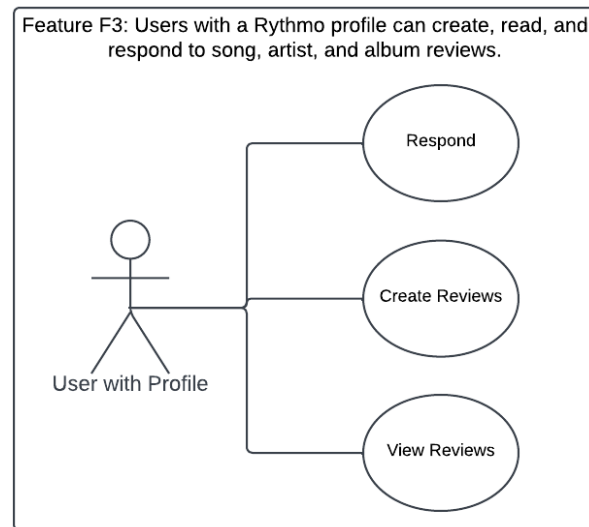 Feature F3: Users with a Rythmo profile can create, read, and
respond to song, artist, and album reviews.
Respond
Create Reviews
User with Profile
View Reviews